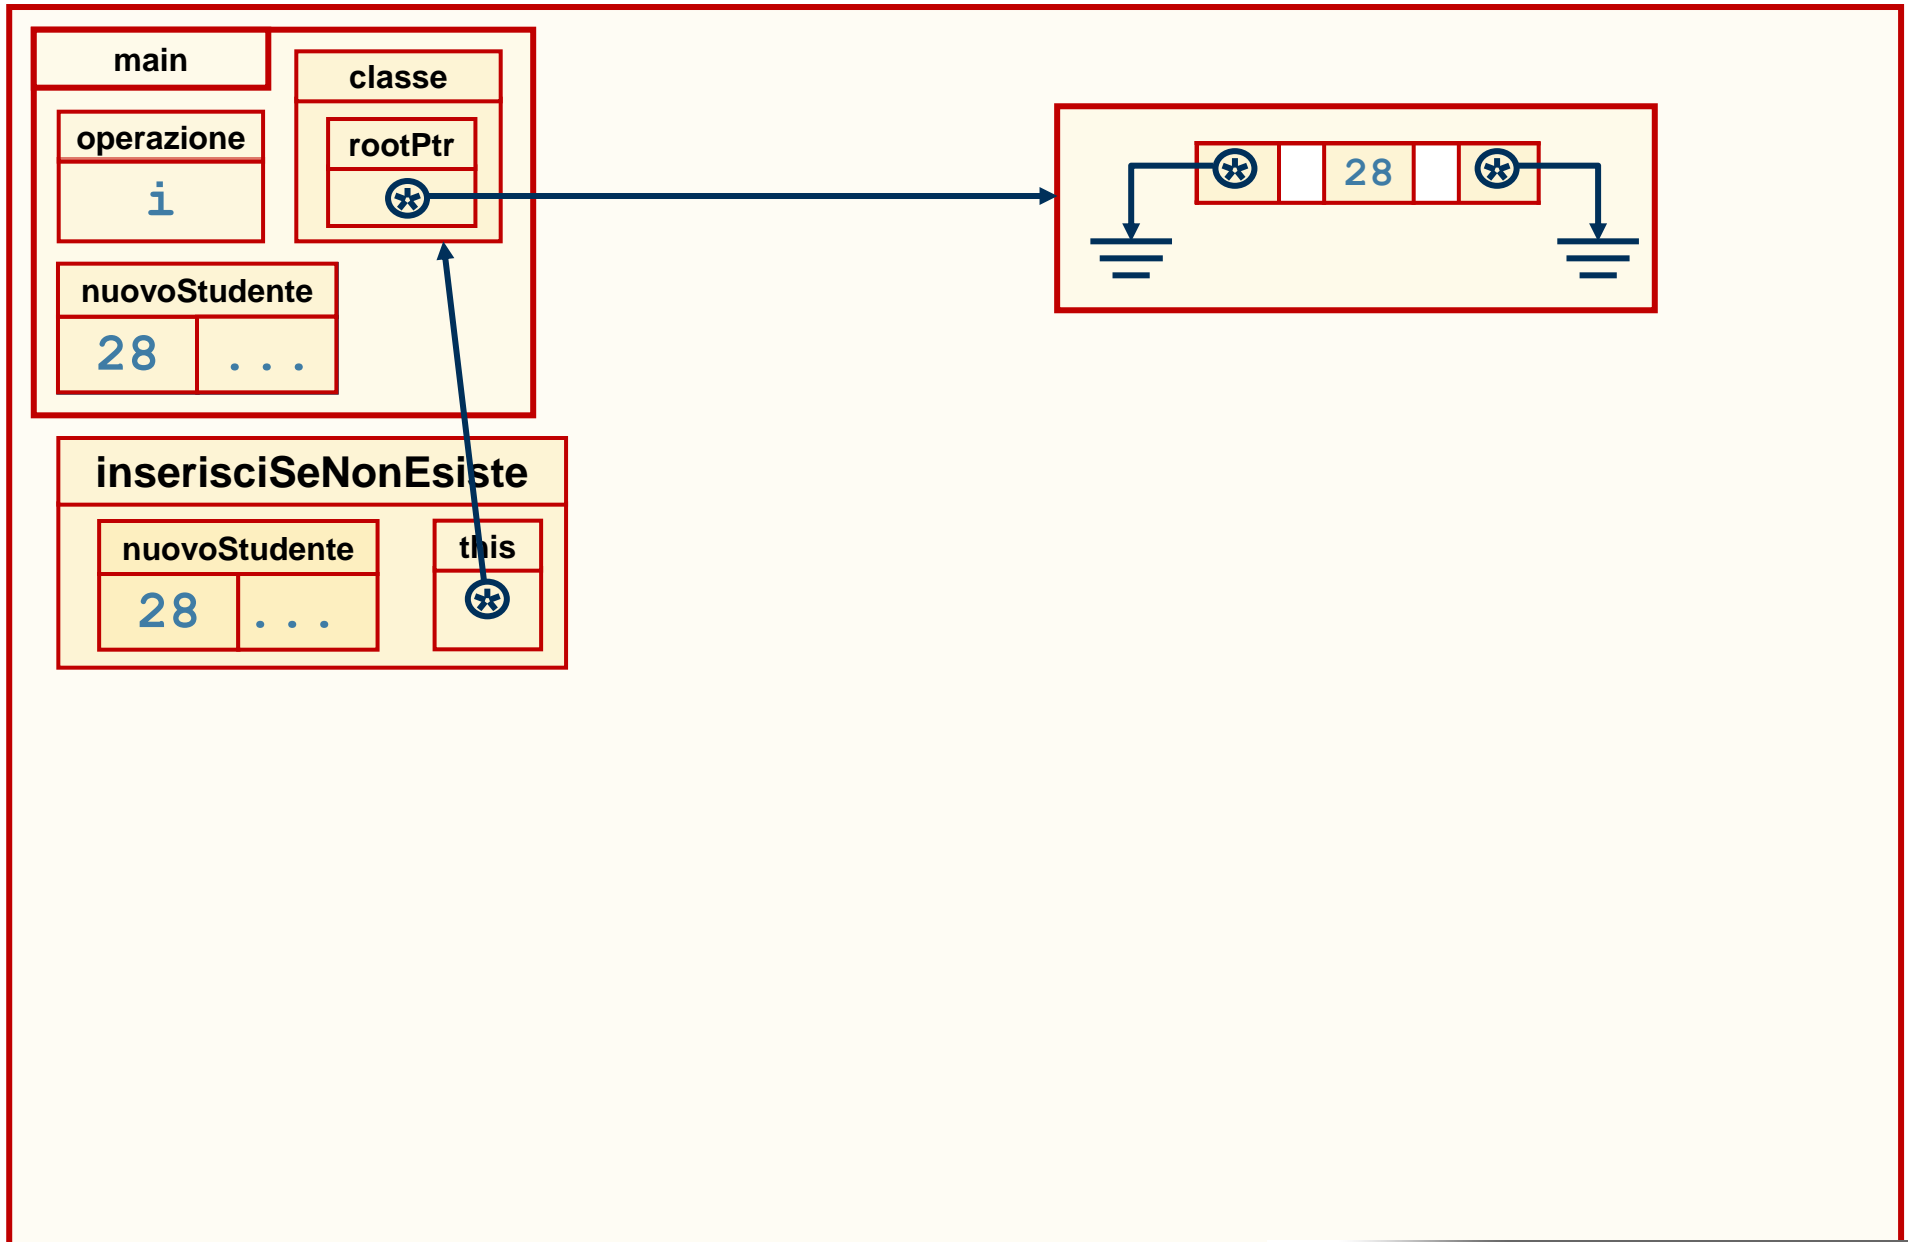 main
classe
operazione
rootPtr
i
28
nuovoStudente
28 ...
inserisciSeNonEsiste
nuovoStudente
this
28 ...